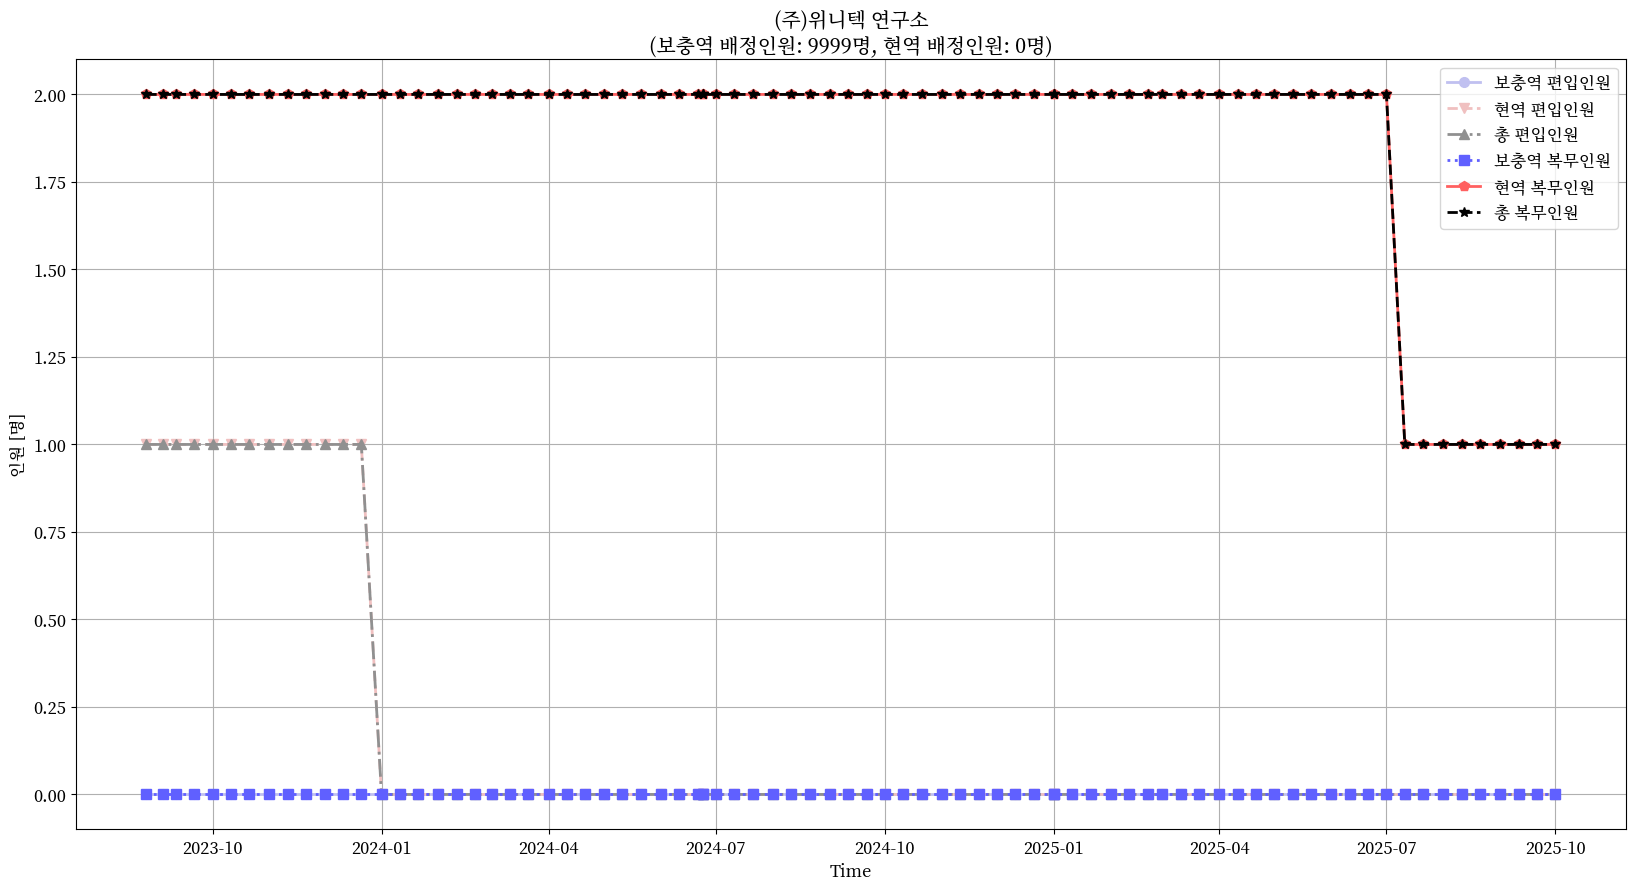 (주)위니텍 연구소
(보충역 배정인원: 9999명, 현역 배정인원: 0명)
보충역 편입인원
현역 편입인원
총 편입인원
보충역 복무인원
현역 복무인원
총 복무인원
2.00
1.75
1.50
1.25
1.00
0.75
0.50
0.25
0.00
인원 [명]
2023-10 2024-01 2024-04 2024-07 2024-10 2025-01 2025-04 2025-07 2025-10
Time